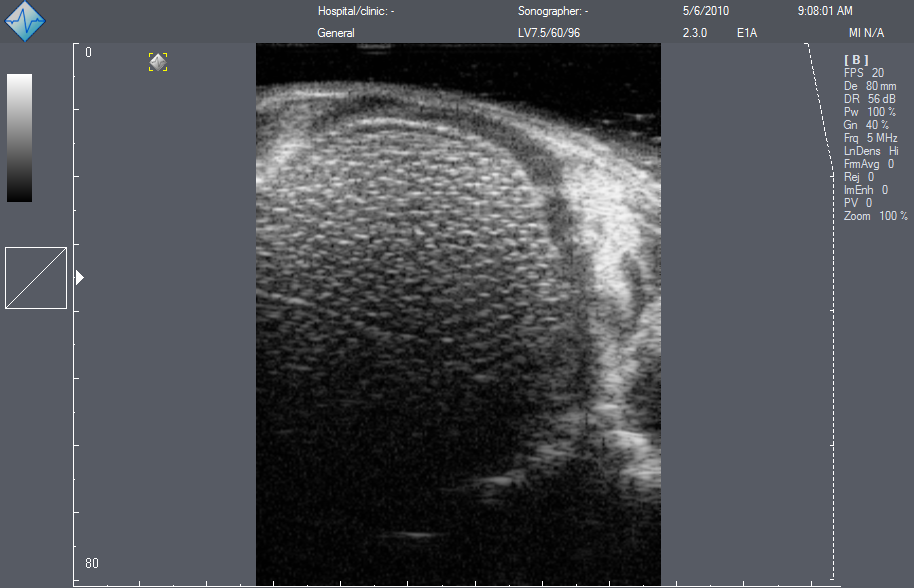 Hospital/clinic: - Sonographer: - 5/6/2010 9:08:01 AM
General LV7.5/60/96 2.3.0 E1A MI N/A
0
[ B ]
FPS 20
De 80 mm
DR 56 dB
Pw 100 %
Gn 40 %
Frq 5 MHz
LnDens Hi
FrmAvg 0
Rej 0
ImEnh 0
PV 0
Zoom 100 %
80